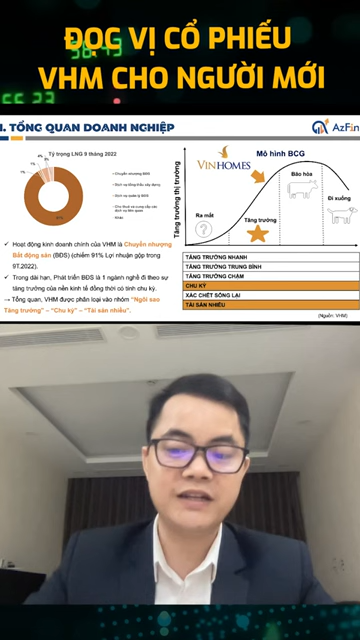 ĐỌC VỊ CỔ PHIẾU
VHM CHO NGƯỜI MỚI
I. TỔNG QUAN DOANH NGHIỆP
AzFin
Tỷ trọng LNG 9 tháng 2022
Mô hình BCG
VINHOMES
Tăng trưởng thị trường
Bão hòa
Ra mắt
Tăng trưởng
Đi xuống
Chuyển nhượng BĐS
91%
✓ Hoạt động kinh doanh chính của VHM là Chuyển nhượng
Bất động sản (BĐS) (chiếm 91% Lợi nhuận gộp trong
9T.2022).
✓ Trong dài hạn, Phát triển BĐS là 1 ngành nghề đi theo sự
tăng trưởng của nền kinh tế đồng thời có tính chu kỳ.
→ Tổng quan, VHM được phân loại vào nhóm "Ngôi sao
Tăng trưởng" – "Chu kỳ" – "Tài sản nhiều".
TĂNG TRƯỞNG NHANH
TĂNG TRƯỞNG TRUNG BÌNH
TĂNG TRƯỞNG CHẬM
CHU KỲ
XÁC CHẾT SỐNG LẠI
TÀI SẢN NHIỀU
(Nguồn: VHM)